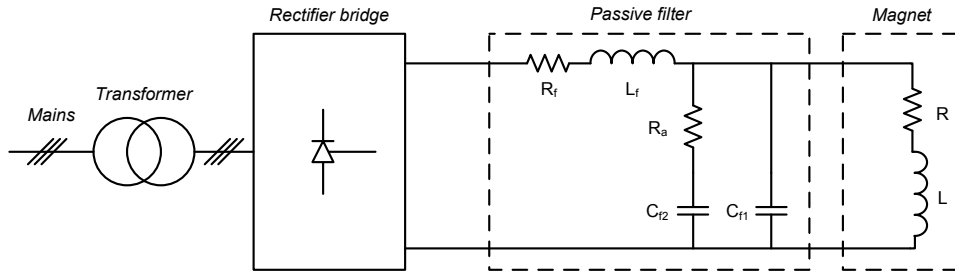 Rectifier bridge
Passive filter
Magnet
Transformer
Mains
Rf
Lf
Ra
R
Cf2
Cf1
L